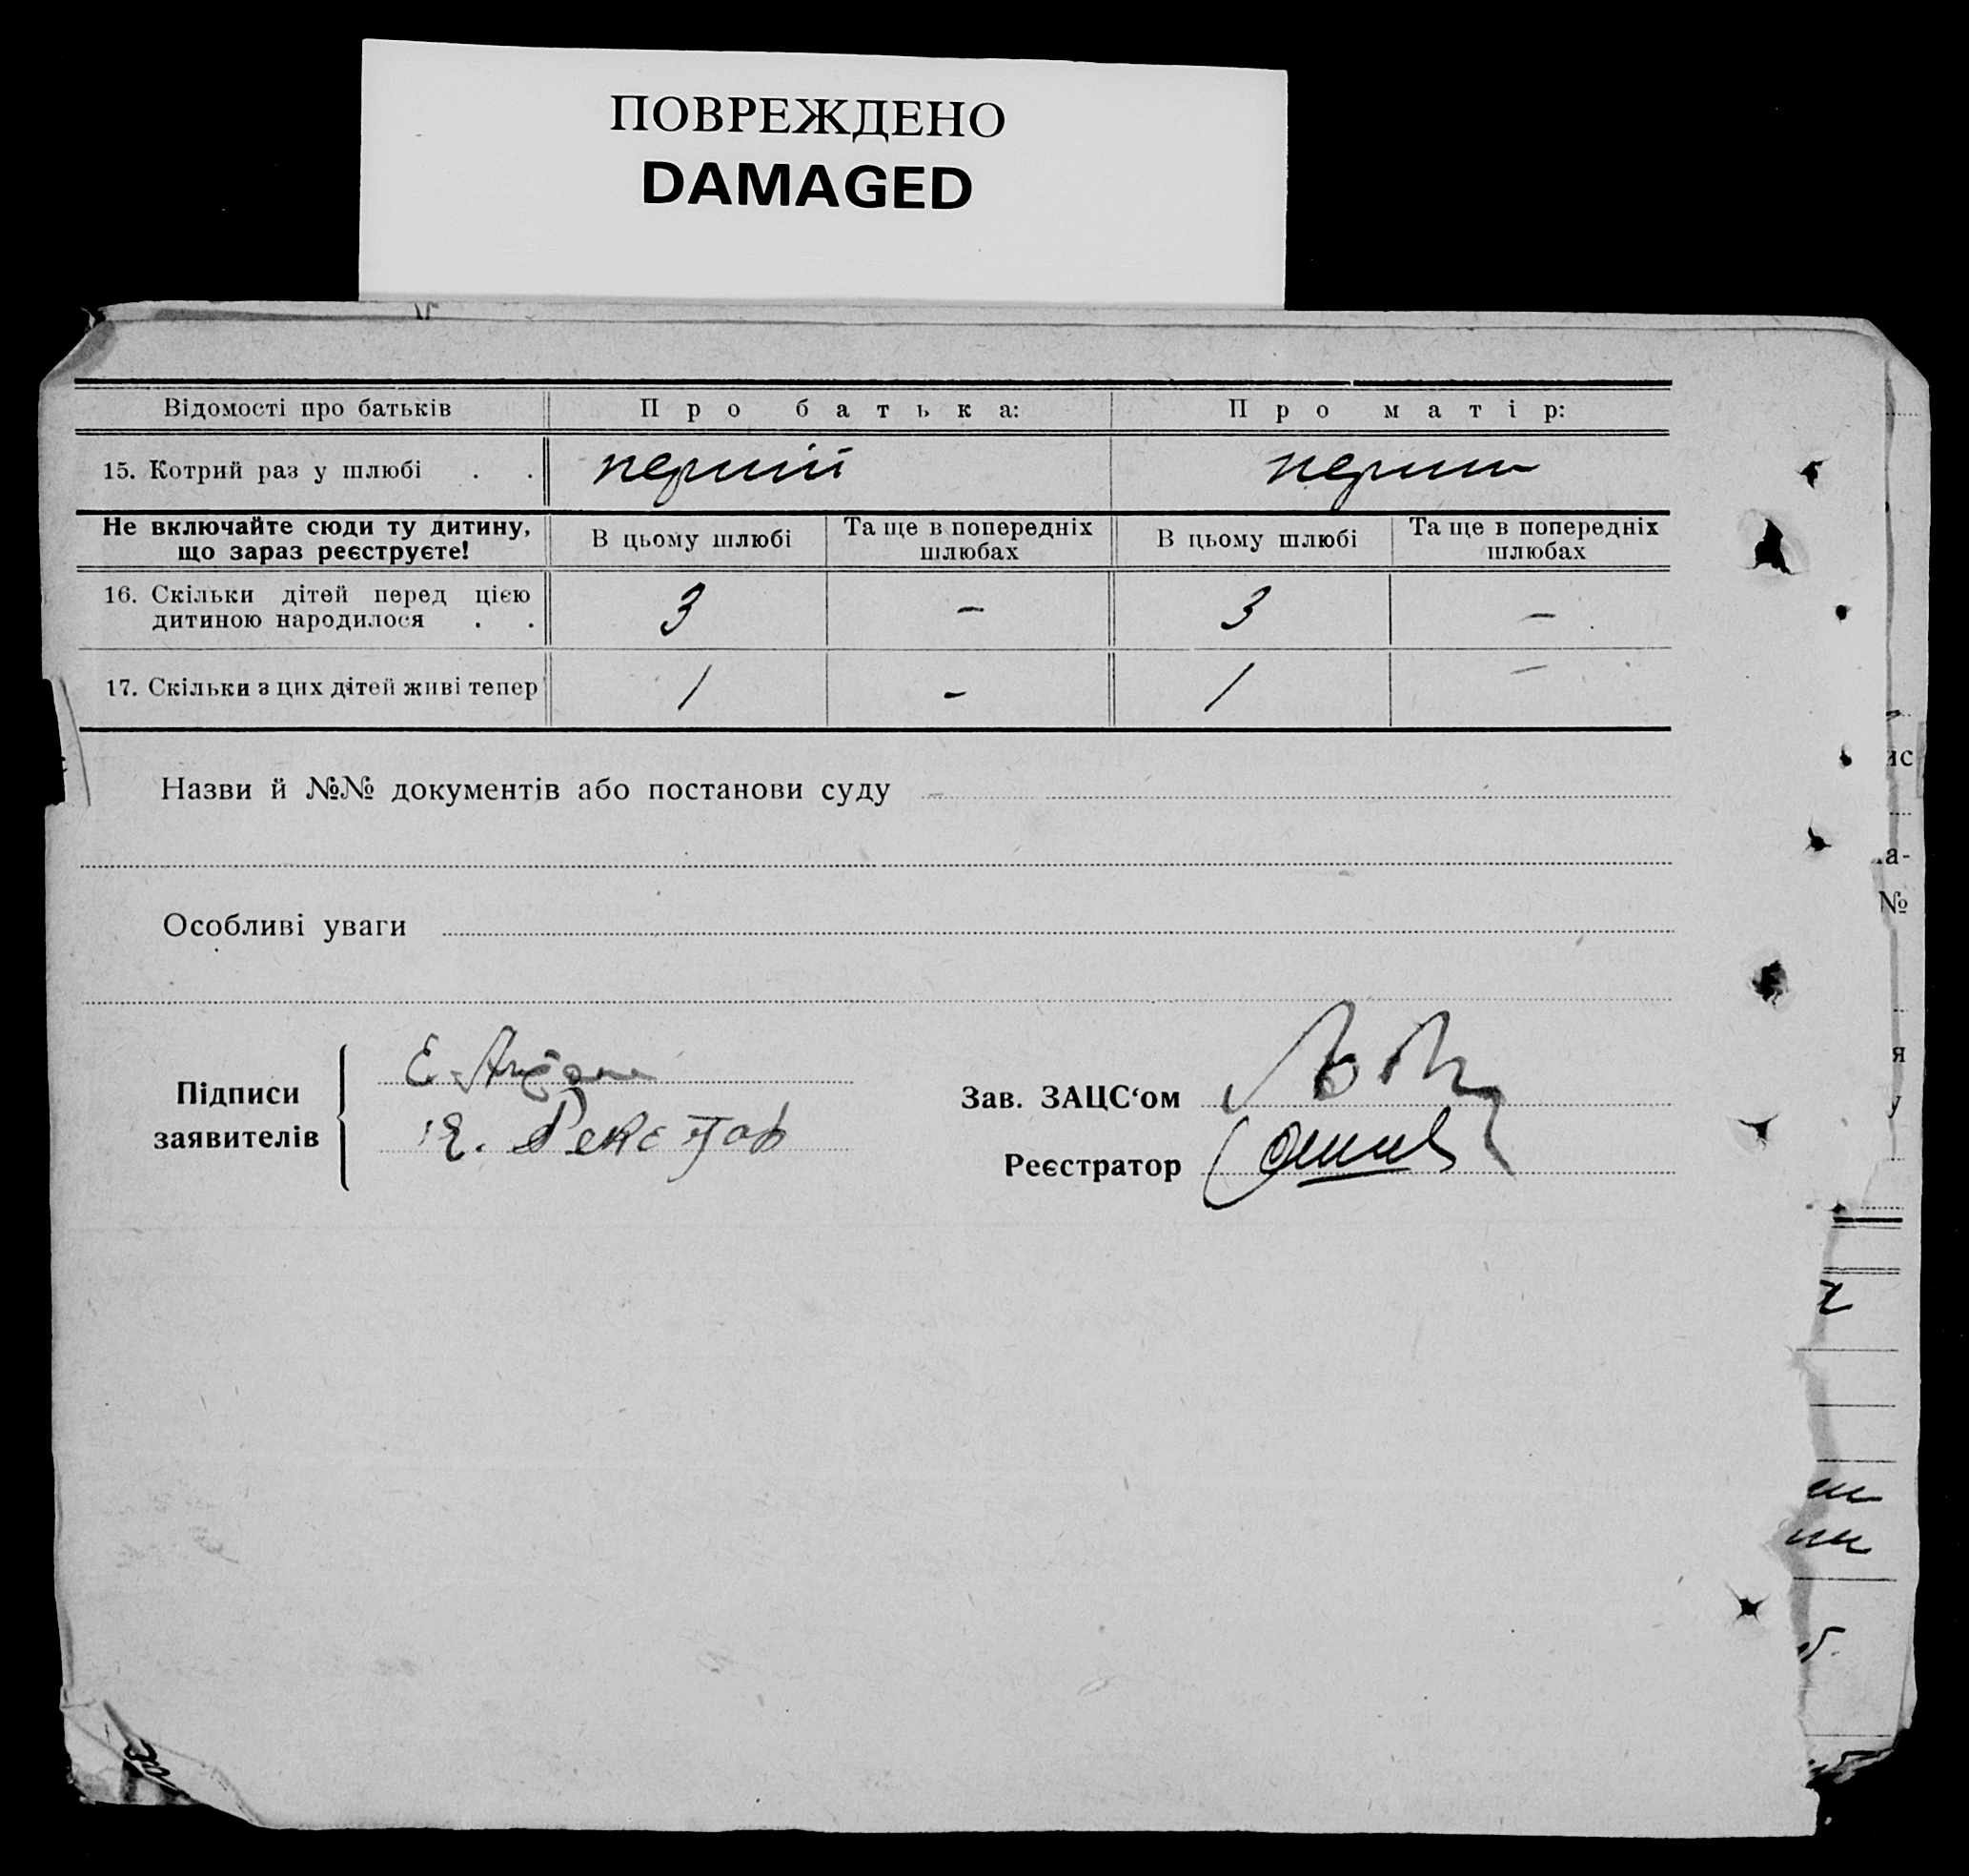 ПОВРЕЖДЕНО
DAMAGED
Відомості про батьків Про батька: Про матір:
15. Котрий раз у шлюбі . . перший перший
Не включайте сюди ту дитину, що зараз реєструєте! В цьому шлюбі Та ще в попередніх шлюбах В цьому шлюбі Та ще в попередніх шлюбах
16. Скільки дітей перед цією дитиною народилося . . 3 – 3 –
17. Скільки з цих дітей живі тепер 1 – 1 –
Назви й №№ документів або постанови суду
Особливі уваги
Підписи заявителів
Е.
Зав. ЗАЦС‘ом
Реєстратор
ис
а-
№
я
у